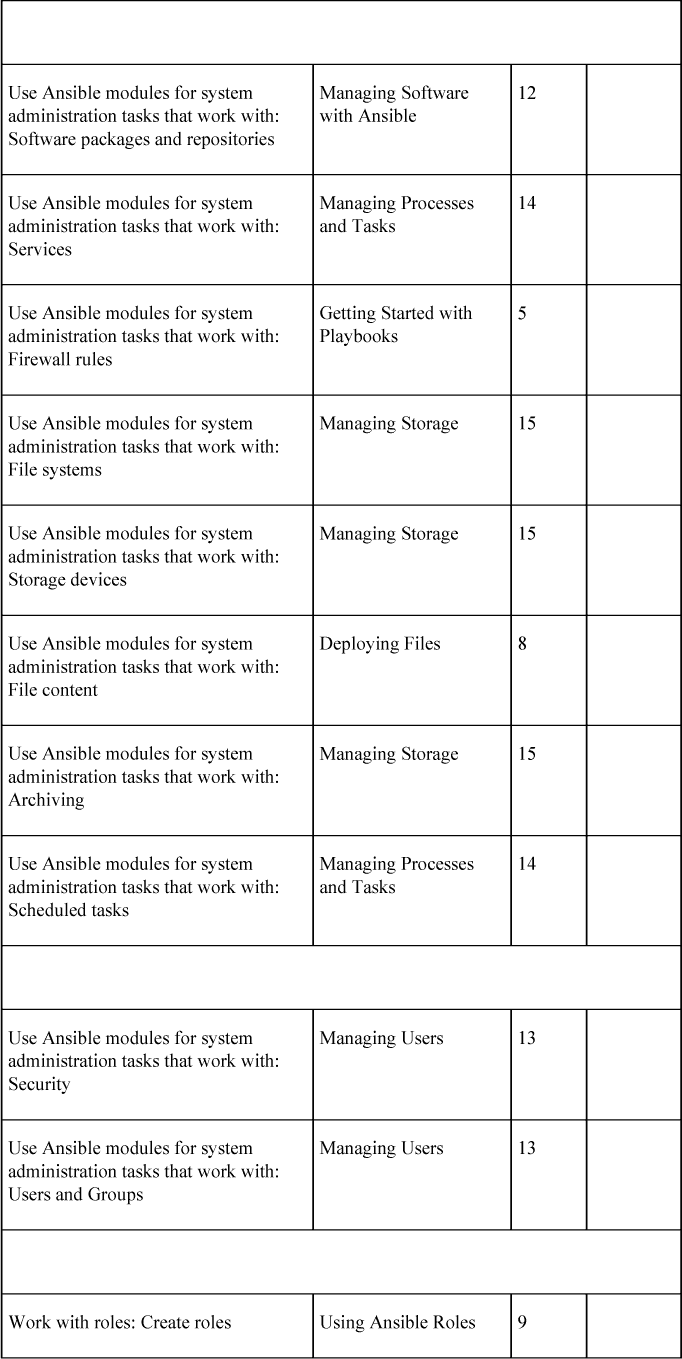 Use Ansible modules for system
administration tasks that work with:
Software packages and repositories
Managing Software
with Ansible
12
Use Ansible modules for system
administration tasks that work with:
Services
Managing Processes
and Tasks
14
Use Ansible modules for system
administration tasks that work with:
Firewall rules
Getting Started with
Playbooks
5
Use Ansible modules for system
administration tasks that work with:
File systems
Managing Storage
15
Use Ansible modules for system
administration tasks that work with:
Storage devices
Managing Storage
15
Use Ansible modules for system
administration tasks that work with:
File content
Deploying Files
8
Use Ansible modules for system
administration tasks that work with:
Archiving
Managing Storage
15
Use Ansible modules for system
administration tasks that work with:
Scheduled tasks
Managing Processes
and Tasks
14
Use Ansible modules for system
administration tasks that work with:
Security
Managing Users
13
Use Ansible modules for system
administration tasks that work with:
Users and Groups
Managing Users
13
Work with roles: Create roles
Using Ansible Roles
9